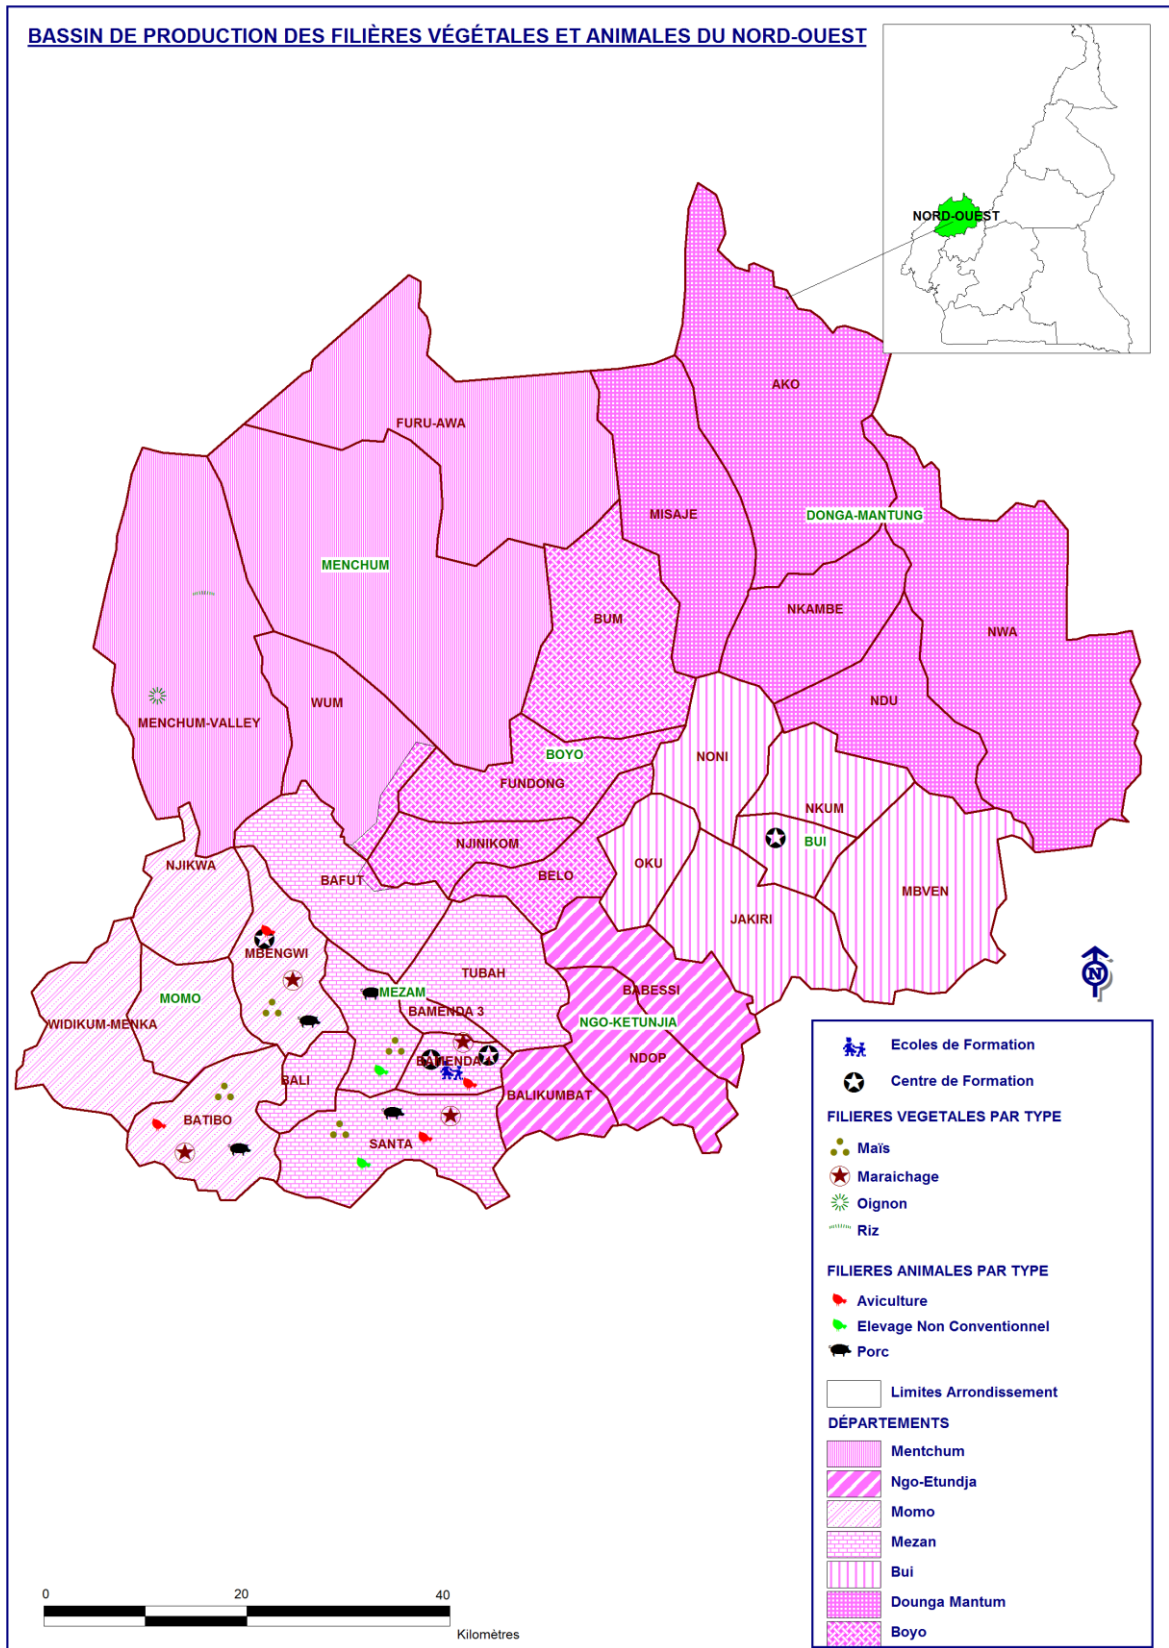 BASSIN DE PRODUCTION DES FILIÈRES VÉGÉTALES ET ANIMALES DU NORD-OUEST
NORD-OUEST
AKO
FURU-AWA
MISAJE
DONGA-MANTUNG
MENCHUM
NKAMBE
BUM
NWA
WUM
NDU
MENCHUM-VALLEY
BOYO
NONI
FUNDONG
NKUM
NJINIKOM
BUI
NJIKWA
BAFUT
BELO
OKU
MBVEN
JAKIRI
MBENGWI
TUBAH
MOMO
MEZAM
BABESSI
BAMENDA 3
WIDIKUM-MENKA
NGO-KETUNJIA
BAMENDA
NDOP
BALI
BALIKUMBAT
BATIBO
SANTA
N
Ecoles de Formation
Centre de Formation
FILIERES VEGETALES PAR TYPE
Maïs
Maraichage
Oignon
Riz
FILIERES ANIMALES PAR TYPE
Aviculture
Elevage Non Conventionnel
Porc
Limites Arrondissement
DÉPARTEMENTS
Mentchum
Ngo-Etundja
Momo
Mezan
Bui
Dounga Mantum
Boyo
0 20 40
Kilomètres